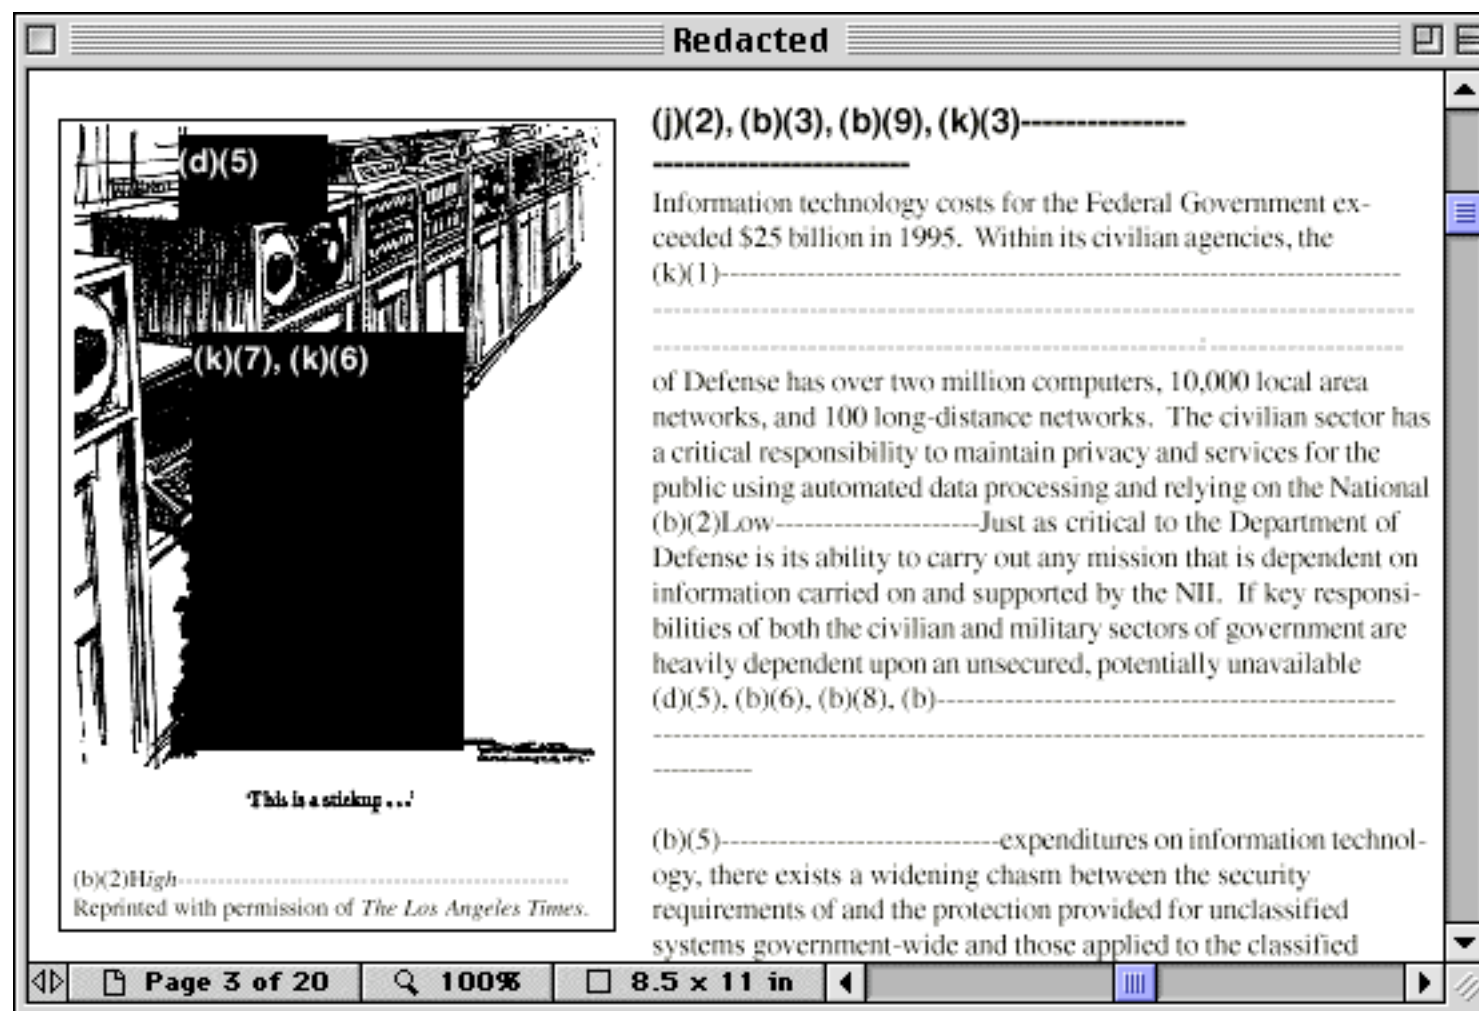 Redacted
(d)(5)
(k)(7), (k)(6)
'This is a stickup . . .'
(b)(2)High------------------------------------------------
Reprinted with permission of The Los Angeles Times.
(j)(2), (b)(3), (b)(9), (k)(3)---------------
------------------------
Information technology costs for the Federal Government ex-
ceeded $25 billion in 1995.  Within its civilian agencies, the
(k)(1)------------------------------------------------------------------------
--------------------------------------------------------------------------------
----------------------------------------------------------:---------------------
of Defense has over two million computers, 10,000 local area
networks, and 100 long-distance networks.  The civilian sector has
a critical responsibility to maintain privacy and services for the
public using automated data processing and relying on the National
(b)(2)Low----------------------Just as critical to the Department of
Defense is its ability to carry out any mission that is dependent on
information carried on and supported by the NII.  If key responsi-
bilities of both the civilian and military sectors of government are
heavily dependent upon an unsecured, potentially unavailable
(d)(5), (b)(6), (b)(8), (b)-------------------------------------------------
----------------------------------------------------------------------------------
-----------
(b)(5)------------------------------expenditures on information technol-
ogy, there exists a widening chasm between the security
requirements of and the protection provided for unclassified
systems government-wide and those applied to the classified
Page 3 of 20
100%
8.5 x 11 in